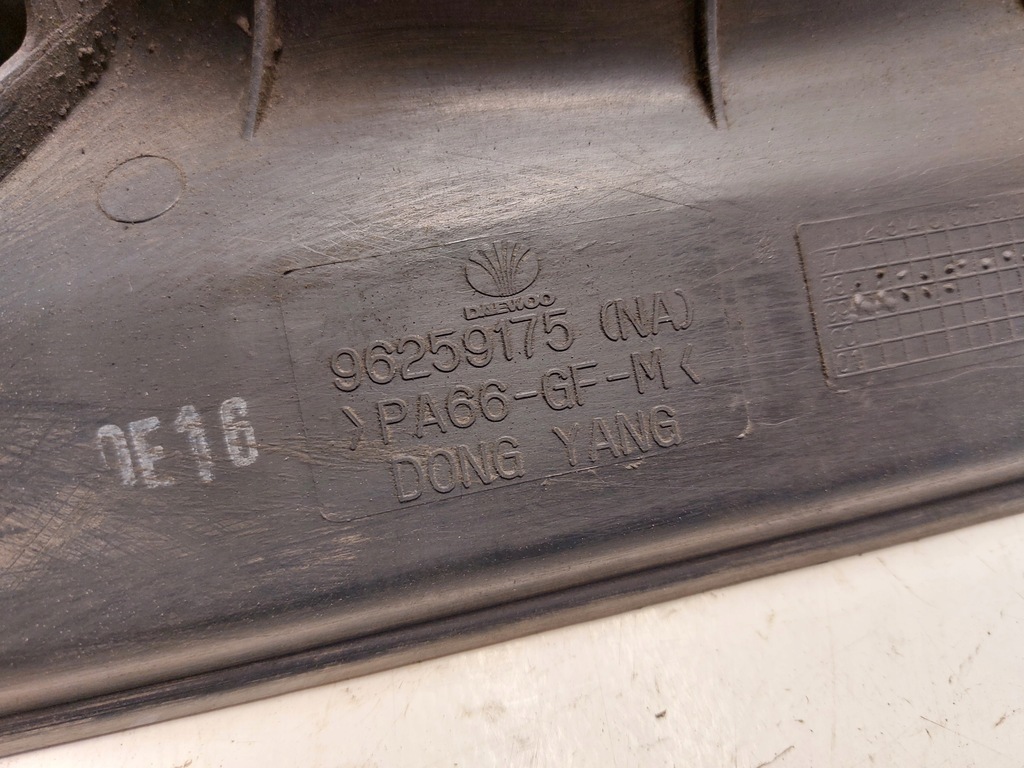 DAEWOO
96259175 (NA)
>PA66-GF-M<
DONG YANG
0E16